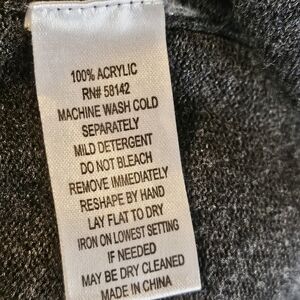 100% ACRYLIC
RN# 58142
MACHINE WASH COLD
SEPARATELY
MILD DETERGENT
DO NOT BLEACH
REMOVE IMMEDIATELY
RESHAPE BY HAND
LAY FLAT TO DRY
IRON ON LOWEST SETTING
IF NEEDED
MAY BE DRY CLEANED
MADE IN CHINA